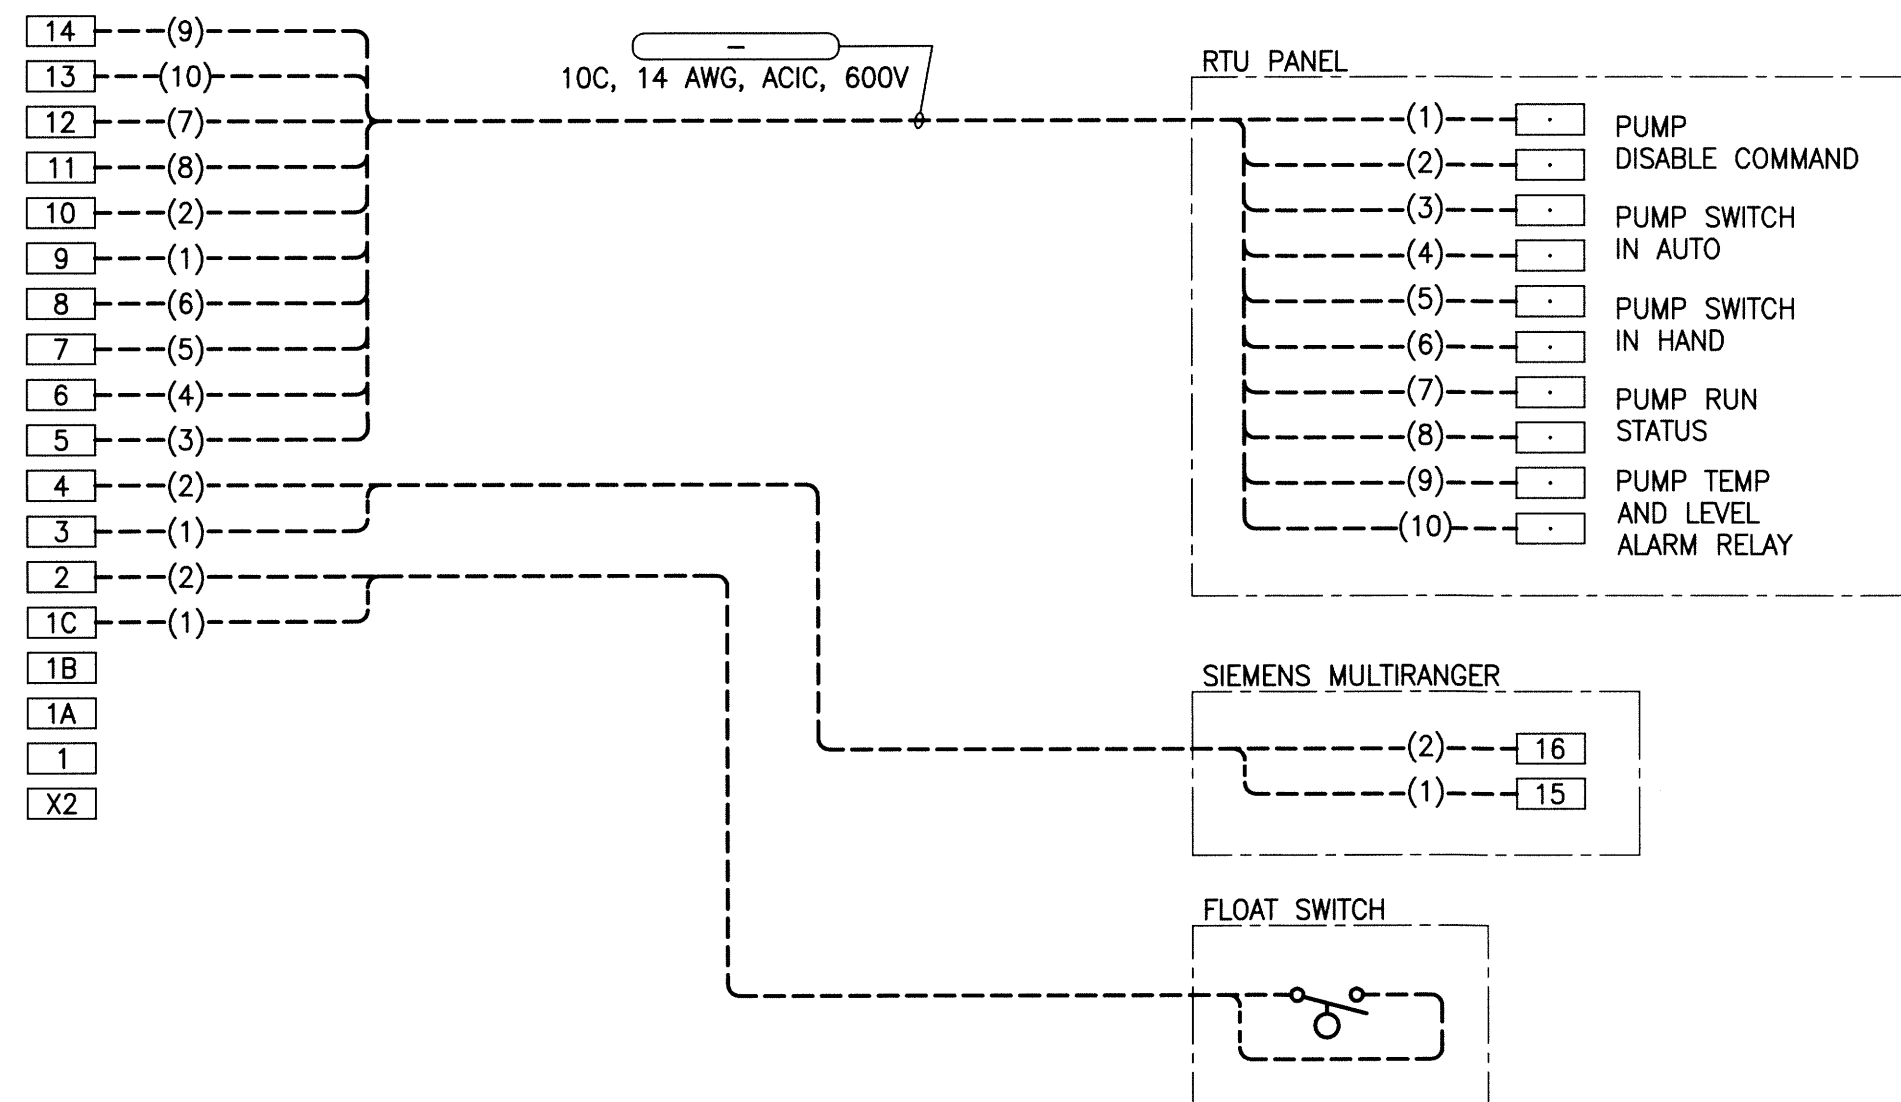 14 (9)
13 (10)
12 (7)
11 (8)
10 (2)
9 (1)
8 (6)
7 (5)
6 (4)
5 (3)
4 (2)
3 (1)
2 (2)
1C (1)
1B
1A
1
X2
–
10C, 14 AWG, ACIC, 600V
RTU PANEL
(1)
(2)
(3)
(4)
(5)
(6)
(7)
(8)
(9)
(10)
PUMP
DISABLE COMMAND
PUMP SWITCH
IN AUTO
PUMP SWITCH
IN HAND
PUMP RUN
STATUS
PUMP TEMP
AND LEVEL
ALARM RELAY
SIEMENS MULTIRANGER
(2) 16
(1) 15
FLOAT SWITCH